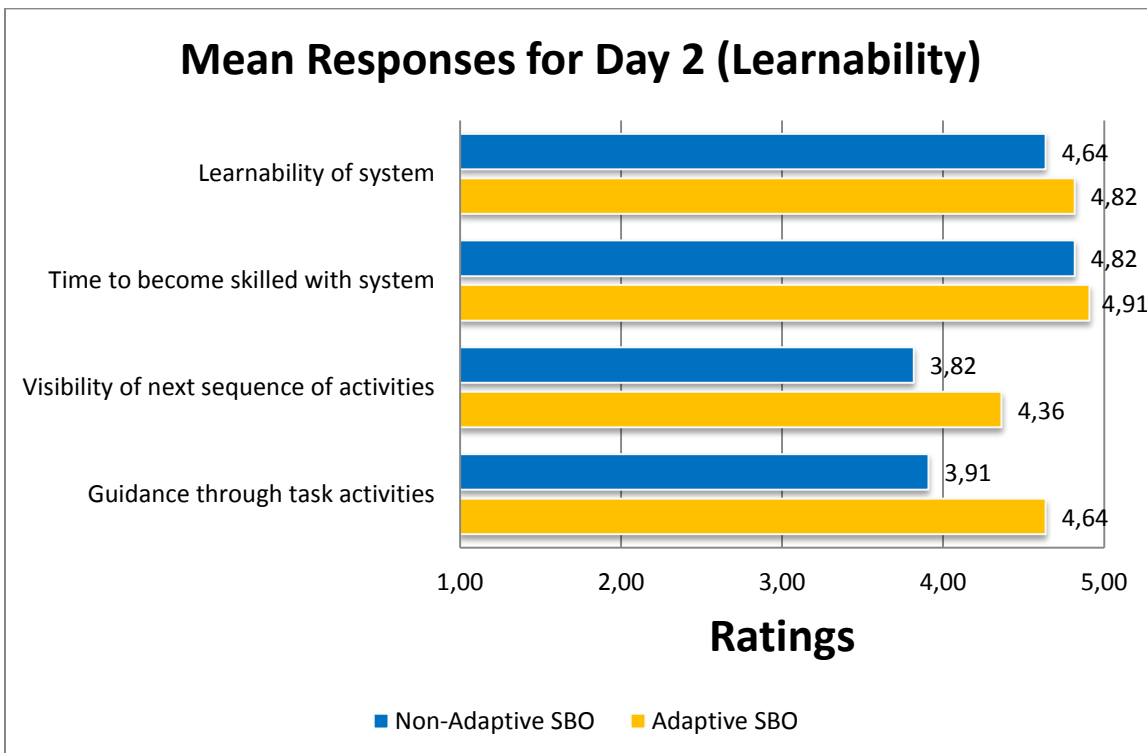 Mean Responses for Day 2 (Learnability)
Learnability of system
4,64
4,82
Time to become skilled with system
4,82
4,91
Visibility of next sequence of activities
3,82
4,36
Guidance through task activities
3,91
4,64
1,00 2,00 3,00 4,00 5,00
Ratings
Non-Adaptive SBO Adaptive SBO